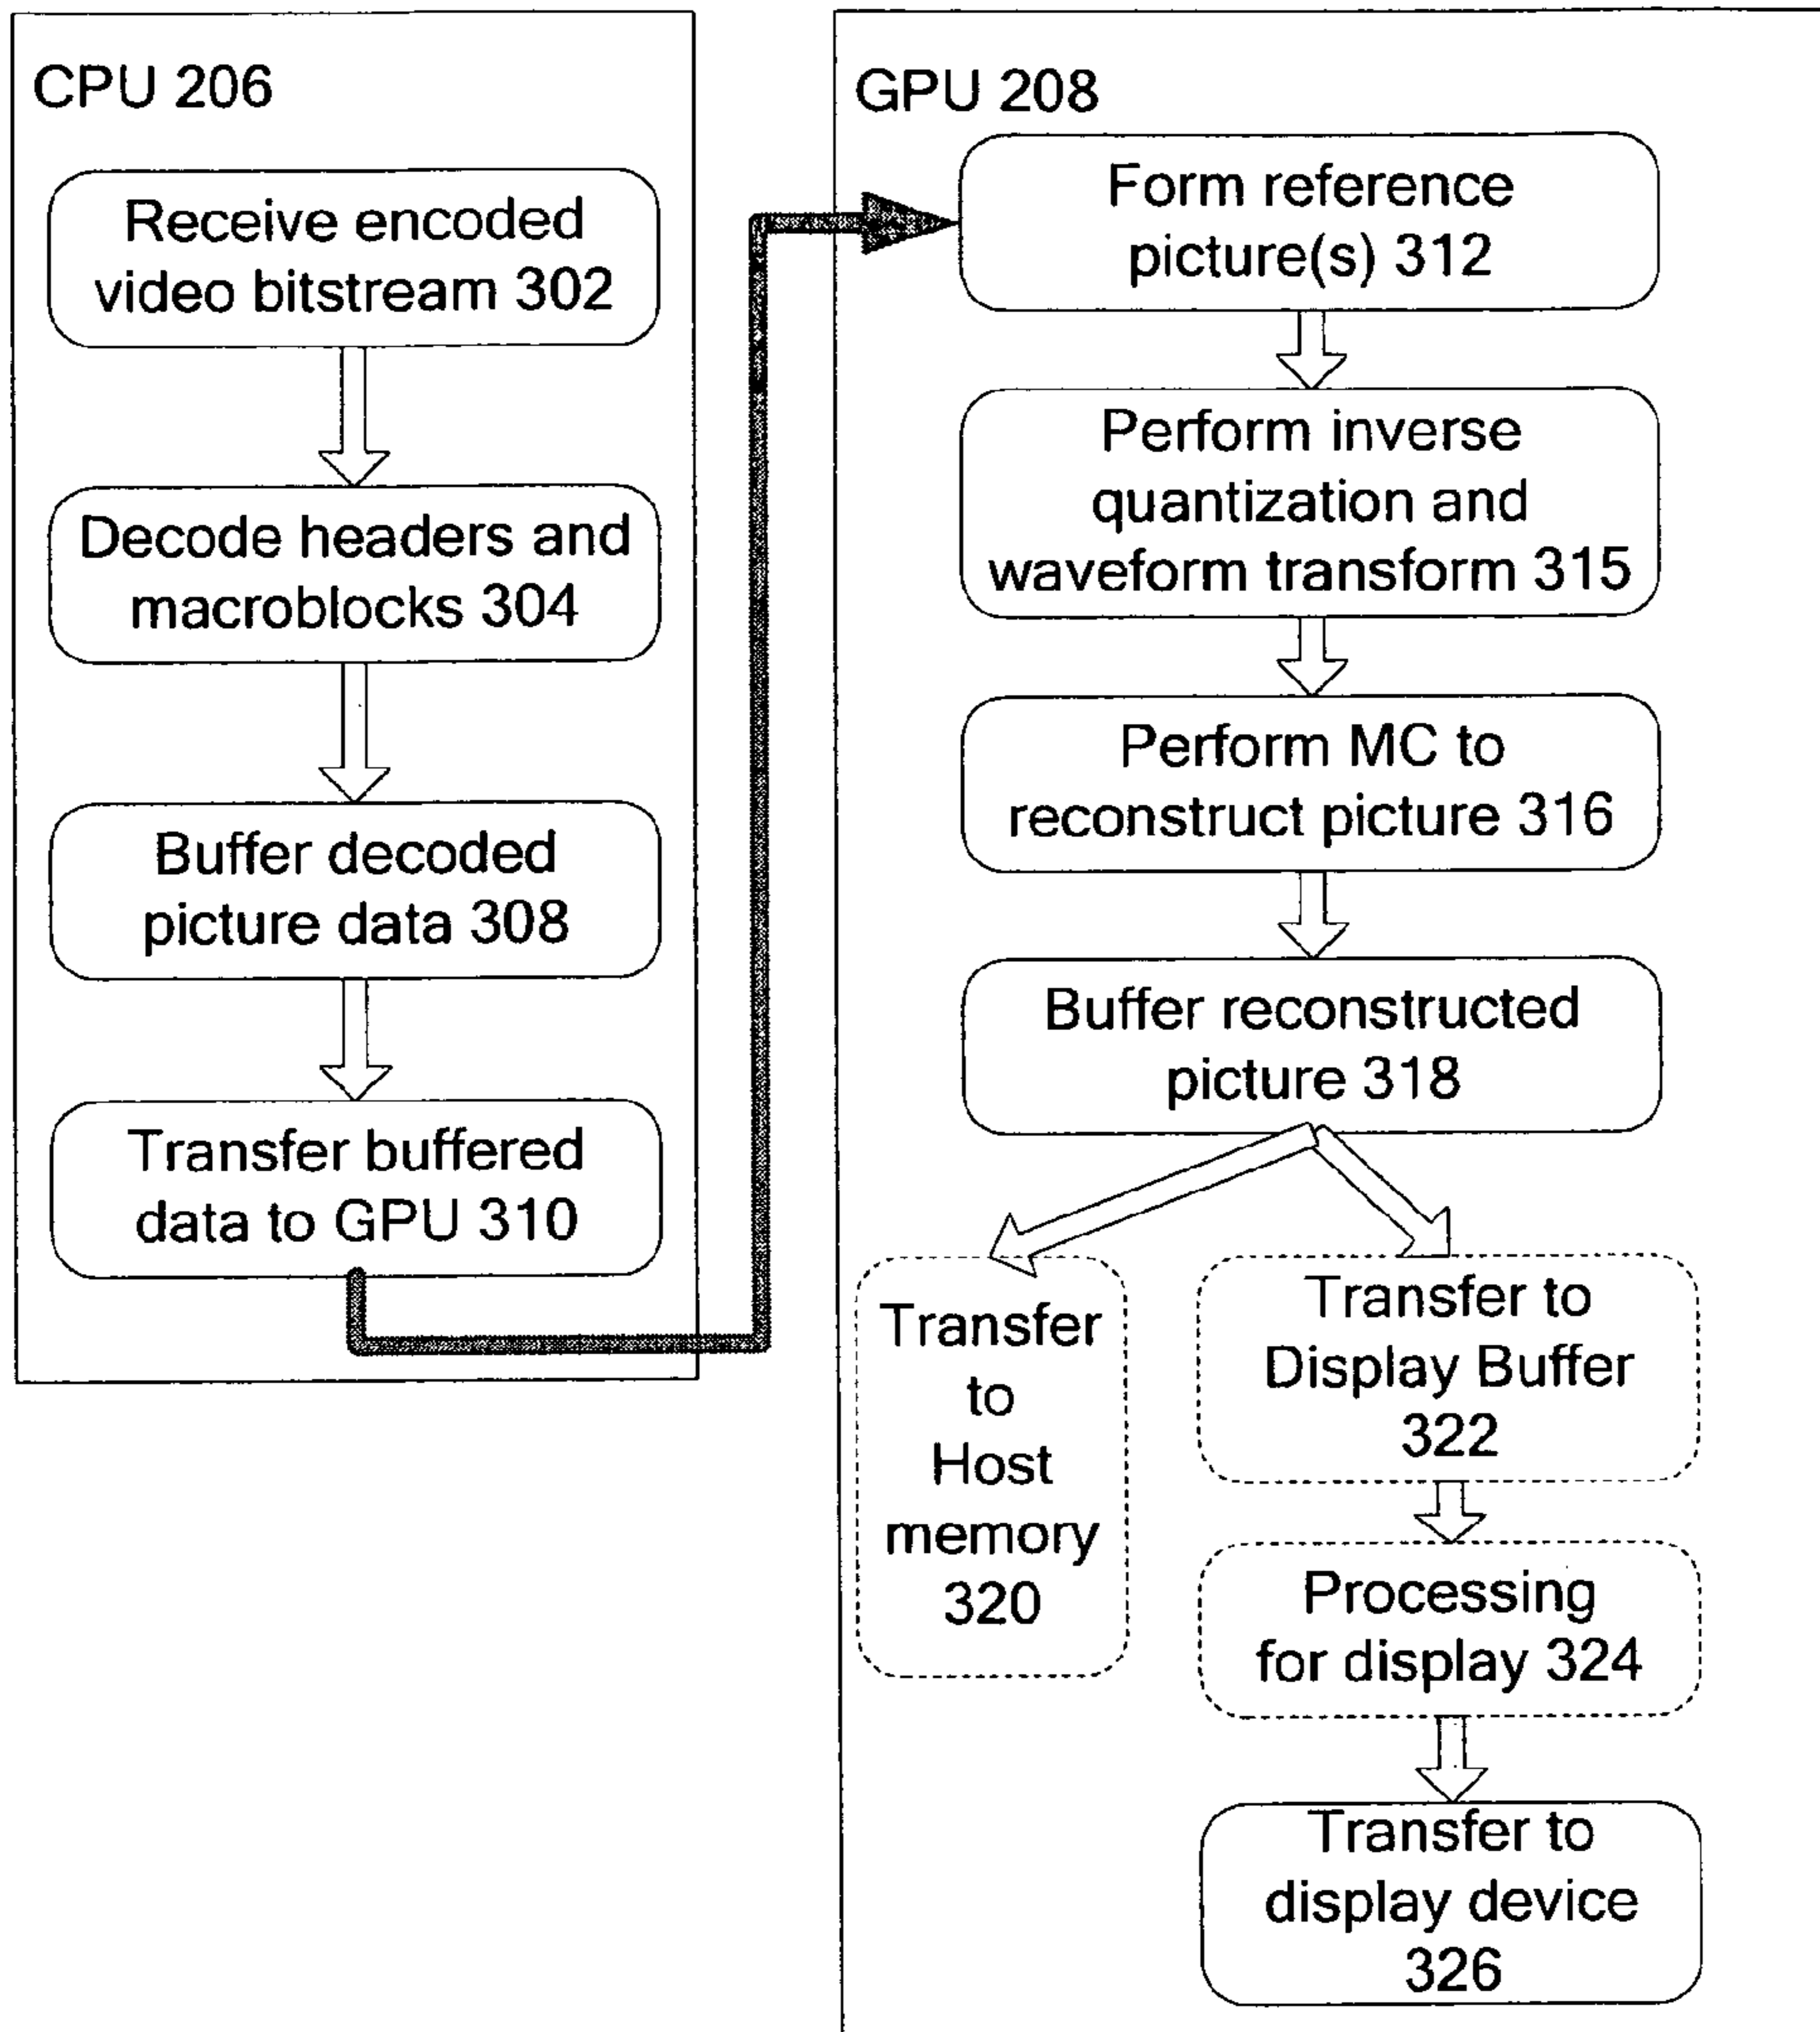 CPU 206
Receive encoded
video bitstream 302
Decode headers and
macroblocks 304
Buffer decoded
picture data 308
Transfer buffered
data to GPU 310
GPU 208
Form reference
picture(s) 312
Perform inverse
quantization and
waveform transform 315
Perform MC to
reconstruct picture 316
Buffer reconstructed
picture 318
Transfer
to
Host
memory
320
Transfer to
Display Buffer
322
Processing
for display 324
Transfer to
display device
326